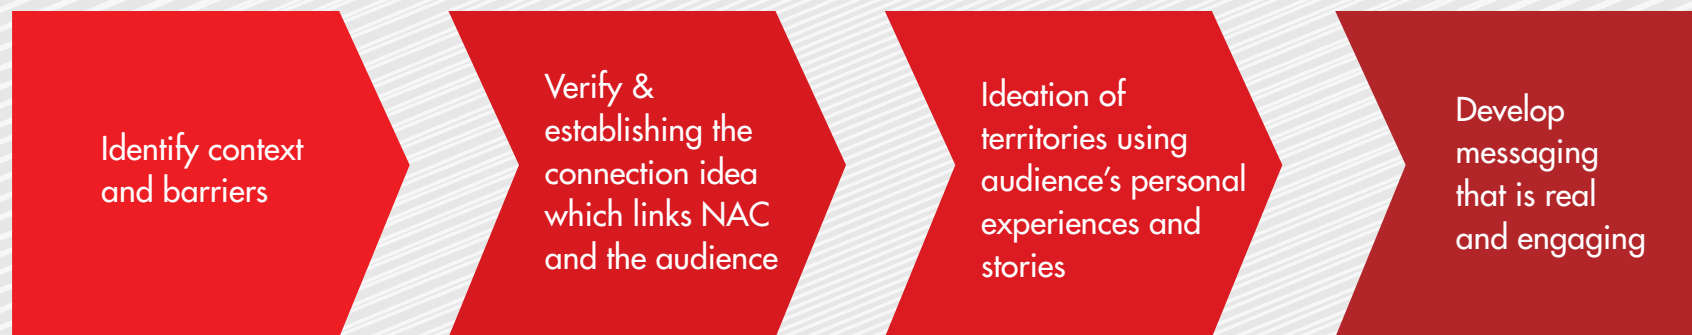 Identify context
and barriers
Verify &
establishing the
connection idea
which links NAC
and the audience
Ideation of
territories using
audience’s personal
experiences and
stories
Develop
messaging
that is real
and engaging